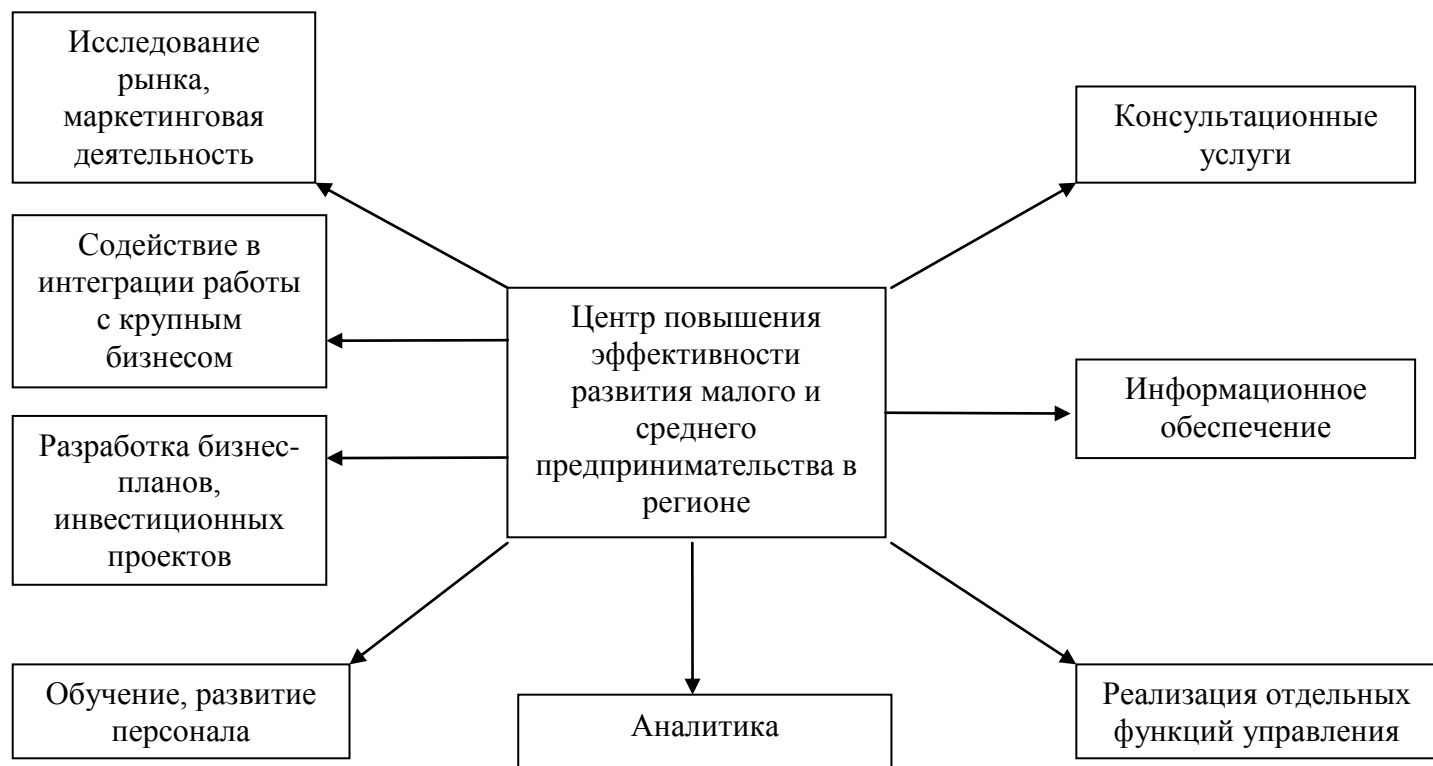 Исследование
рынка,
маркетинговая
деятельность
Содействие в
интеграции работы
с крупным
бизнесом
Разработка бизнес-
планов,
инвестиционных
проектов
Обучение, развитие
персонала
Центр повышения
эффективности
развития малого и
среднего
предпринимательства в
регионе
Аналитика
Консультационные
услуги
Информационное
обеспечение
Реализация отдельных
функций управления